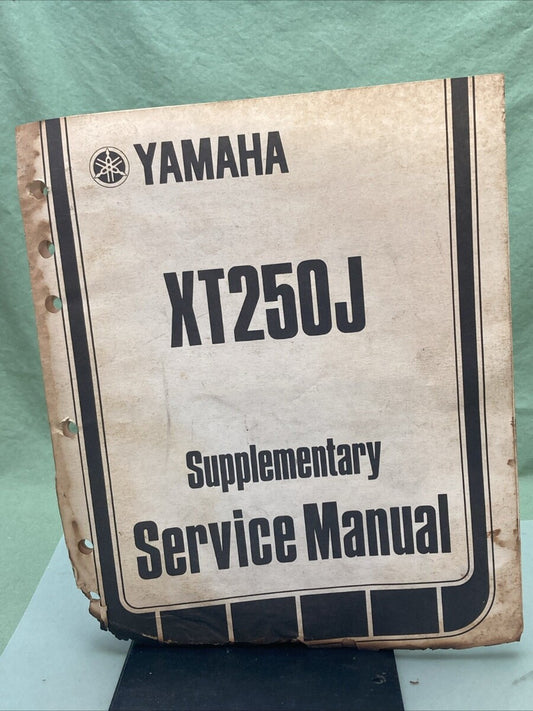 YAMAHA
XT250J
Supplementary
Service Manual